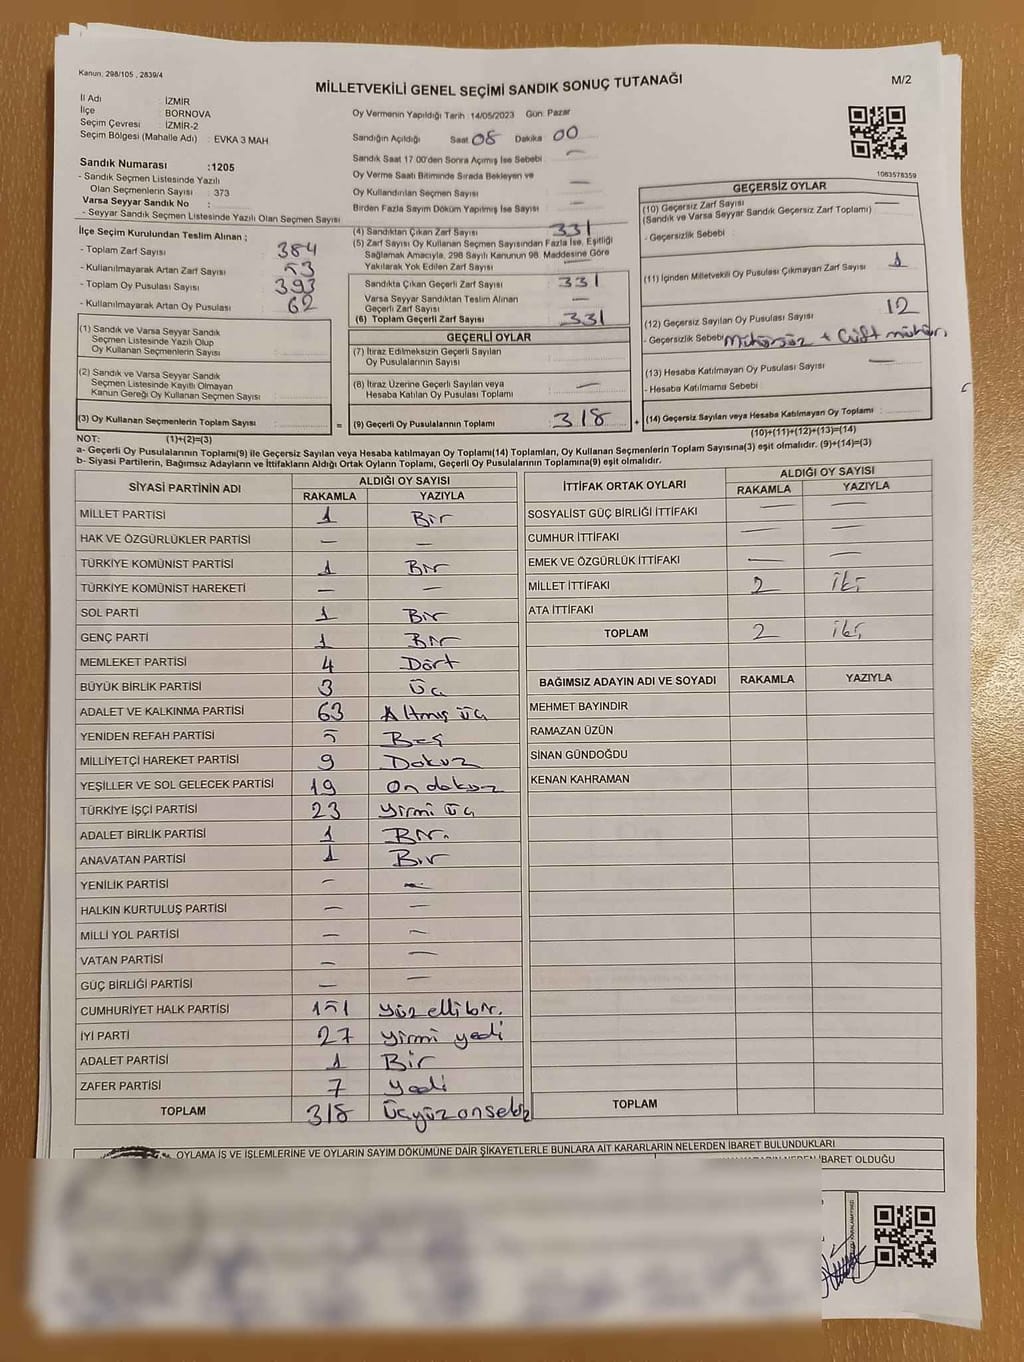 Kanun, 298/105 , 2839/4
MİLLETVEKİLİ GENEL SEÇİMİ SANDIK SONUÇ TUTANAĞI
M/2
İl Adı : İZMİR
İlçe : BORNOVA
Seçim Çevresi : İZMİR-2
Seçim Bölgesi (Mahalle Adı) : EVKA 3 MAH
Sandık Numarası :1205
- Sandık Seçmen Listesinde Yazılı
Olan Seçmenlerin Sayısı : 373
Varsa Seyyar Sandık No :
- Seyyar Sandık Seçmen Listesinde Yazılı Olan Seçmen Sayısı
İlçe Seçim Kurulundan Teslim Alınan ;
- Toplam Zarf Sayısı : 384
- Kullanılmayarak Artan Zarf Sayısı : 53
- Toplam Oy Pusulası Sayısı : 393
- Kullanılmayarak Artan Oy Pusulası : 62
(1) Sandık ve Varsa Seyyar Sandık
Seçmen Listesinde Yazılı Olup
Oy Kullanan Seçmenlerin Sayısı :
(2) Sandık ve Varsa Seyyar Sandık
Seçmen Listesinde Kayıtlı Olmayan
Kanun Gereği Oy Kullanan Seçmen Sayısı :
(3) Oy Kullanan Seçmenlerin Toplam Sayısı :
Oy Vermenin Yapıldığı Tarih :14/05/2023 Gün: Pazar
Sandığın Açıldığı Saat 08 Dakika 00
Sandık Saat 17.00'den Sonra Açımış İse Sebebi : —
Oy Verme Saati Bitiminde Sırada Bekleyen ve
Oy Kullandırılan Seçmen Sayısı : —
Birden Fazla Sayım Döküm Yapılmış İse Sayısı : —
(4) Sandıktan Çıkan Zarf Sayısı : 331
(5) Zarf Sayısı Oy Kullanan Seçmen Sayısından Fazla İse, Eşitliği
Sağlamak Amacıyla, 298 Sayılı Kanunun 98. Maddesine Göre
Yakılarak Yok Edilen Zarf Sayısı : —
Sandıkta Çıkan Geçerli Zarf Sayısı : 331
Varsa Seyyar Sandıktan Teslim Alınan
Geçerli Zarf Sayısı : —
(6) Toplam Geçerli Zarf Sayısı : 331
GEÇERLİ OYLAR
(7) İtiraz Edilmeksizin Geçerli Sayılan
Oy Pusulalarının Sayısı :
(8) İtiraz Üzerine Geçerli Sayılan veya
Hesaba Katılan Oy Pusulası Toplamı : —
= (9) Geçerli Oy Pusulalarının Toplamı : 318 +
1083578359
GEÇERSİZ OYLAR
(10) Geçersiz Zarf Sayısı : —
(Sandık ve Varsa Seyyar Sandık Geçersiz Zarf Toplamı)
- Geçersizlik Sebebi :
(11) İçinden Milletvekili Oy Pusulası Çıkmayan Zarf Sayısı : 1
(12) Geçersiz Sayılan Oy Pusulası Sayısı : 12
- Geçersizlik Sebebi : Mühürsüz + Çift mühür.
(13) Hesaba Katılmayan Oy Pusulası Sayısı : —
- Hesaba Katılmama Sebebi :
(14) Geçersiz Sayılan veya Hesaba Katılmayan Oy Toplamı :
(10)+(11)+(12)+(13)=(14)
NOT: (1)+(2)=(3)
a- Geçerli Oy Pusulalarının Toplamı(9) ile Geçersiz Sayılan veya Hesaba katılmayan Oy Toplamı(14) Toplamları, Oy Kullanan Seçmenlerin Toplam Sayısına(3) eşit olmalıdır. (9)+(14)=(3)
b- Siyasi Partilerin, Bağımsız Adayların ve İttifakların Aldığı Ortak Oyların Toplamı, Geçerli Oy Pusulalarının Toplamına(9) eşit olmalıdır.
SİYASİ PARTİNİN ADI ALDIĞI OY SAYISI
RAKAMLA YAZIYLA
MİLLET PARTİSİ 1 Bir
HAK VE ÖZGÜRLÜKLER PARTİSİ — —
TÜRKİYE KOMÜNİST PARTİSİ 1 Bir
TÜRKİYE KOMÜNİST HAREKETİ — —
SOL PARTİ 1 Bir
GENÇ PARTİ 1 Bir
MEMLEKET PARTİSİ 4 Dört
BÜYÜK BİRLİK PARTİSİ 3 Üç
ADALET VE KALKINMA PARTİSİ 63 Altmış üç
YENİDEN REFAH PARTİSİ 5 Beş
MİLLİYETÇİ HAREKET PARTİSİ 9 Dokuz
YEŞİLLER VE SOL GELECEK PARTİSİ 19 On dokuz
TÜRKİYE İŞÇİ PARTİSİ 23 Yirmi üç
ADALET BİRLİK PARTİSİ 1 Bir.
ANAVATAN PARTİSİ 1 Bir
YENİLİK PARTİSİ — —
HALKIN KURTULUŞ PARTİSİ — —
MİLLİ YOL PARTİSİ — —
VATAN PARTİSİ — —
GÜÇ BİRLİĞİ PARTİSİ — —
CUMHURİYET HALK PARTİSİ 151 Yüz elli bir.
İYİ PARTİ 27 Yirmi yedi
ADALET PARTİSİ 1 Bir
ZAFER PARTİSİ 7 Yedi
TOPLAM 318 Üçyüz onsekiz
İTTİFAK ORTAK OYLARI ALDIĞI OY SAYISI
RAKAMLA YAZIYLA
SOSYALİST GÜÇ BİRLİĞİ İTTİFAKI — —
CUMHUR İTTİFAKI — —
EMEK VE ÖZGÜRLÜK İTTİFAKI — —
MİLLET İTTİFAKI 2 iki
ATA İTTİFAKI
TOPLAM 2 iki
BAĞIMSIZ ADAYIN ADI VE SOYADI RAKAMLA YAZIYLA
MEHMET BAYINDIR
RAMAZAN ÜZÜN
SİNAN GÜNDOĞDU
KENAN KAHRAMAN
TOPLAM
OYLAMA İŞ VE İŞLEMLERİNE VE OYLARIN SAYIM DÖKÜMÜNE DAİR ŞİKAYETLERLE BUNLARA AİT KARARLARIN NELERDEN İBARET BULUNDUKLARI
İBARET OLDUĞU